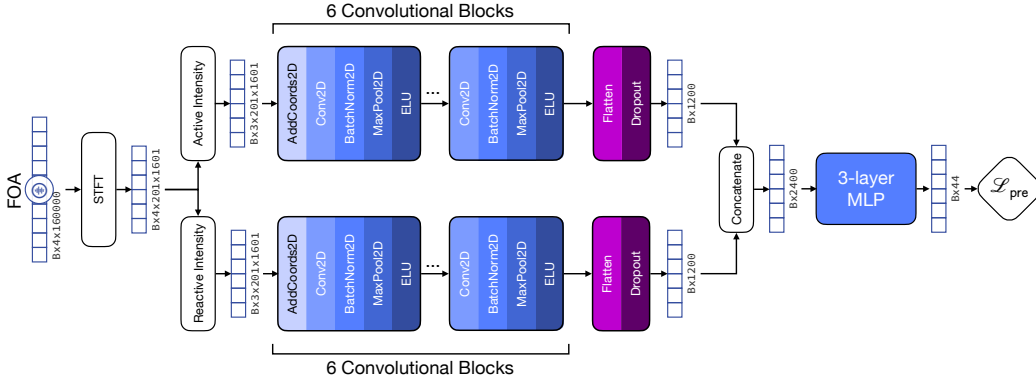 6 Convolutional Blocks
FOA
Bx4x160000
STFT
Bx4x201x1601
Active Intensity
Bx3x201x1601
AddCoords2D
Conv2D
BatchNorm2D
MaxPool2D
ELU
...
Conv2D
BatchNorm2D
MaxPool2D
ELU
Flatten
Dropout
Bx1200
Reactive Intensity
Bx3x201x1601
AddCoords2D
Conv2D
BatchNorm2D
MaxPool2D
ELU
...
Conv2D
BatchNorm2D
MaxPool2D
ELU
Flatten
Dropout
Bx1200
Concatenate
Bx2400
3-layer
MLP
Bx44
ℒpre
6 Convolutional Blocks